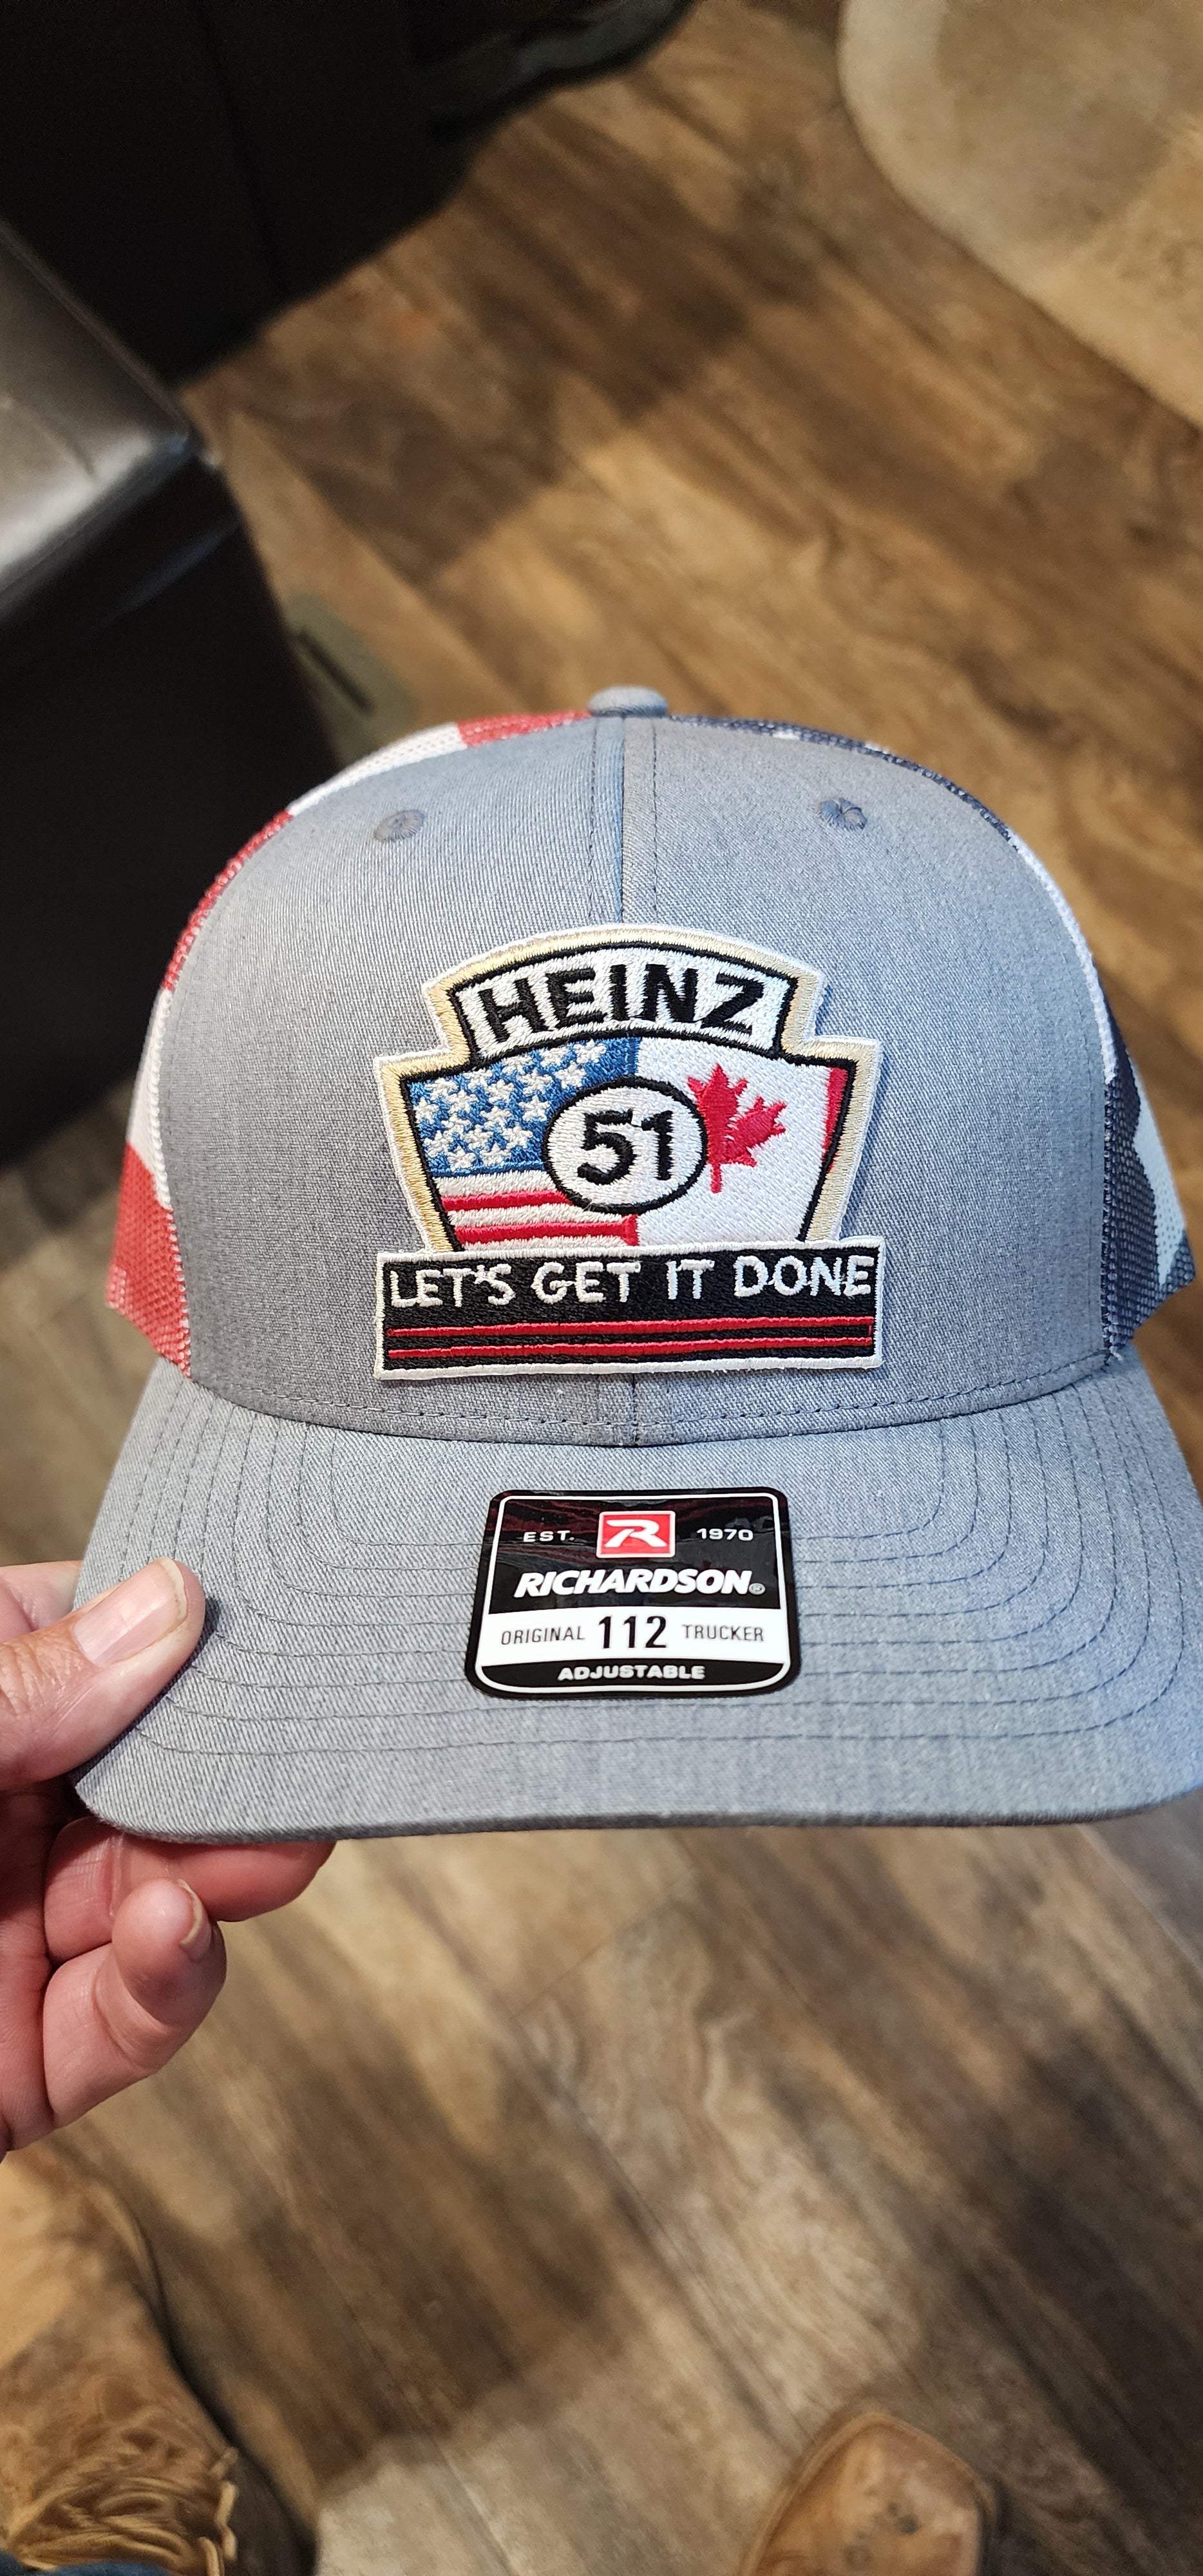 HEINZ
51
LET'S GET IT DONE
EST. R 1970
RICHARDSON®
ORIGINAL 112 TRUCKER
ADJUSTABLE